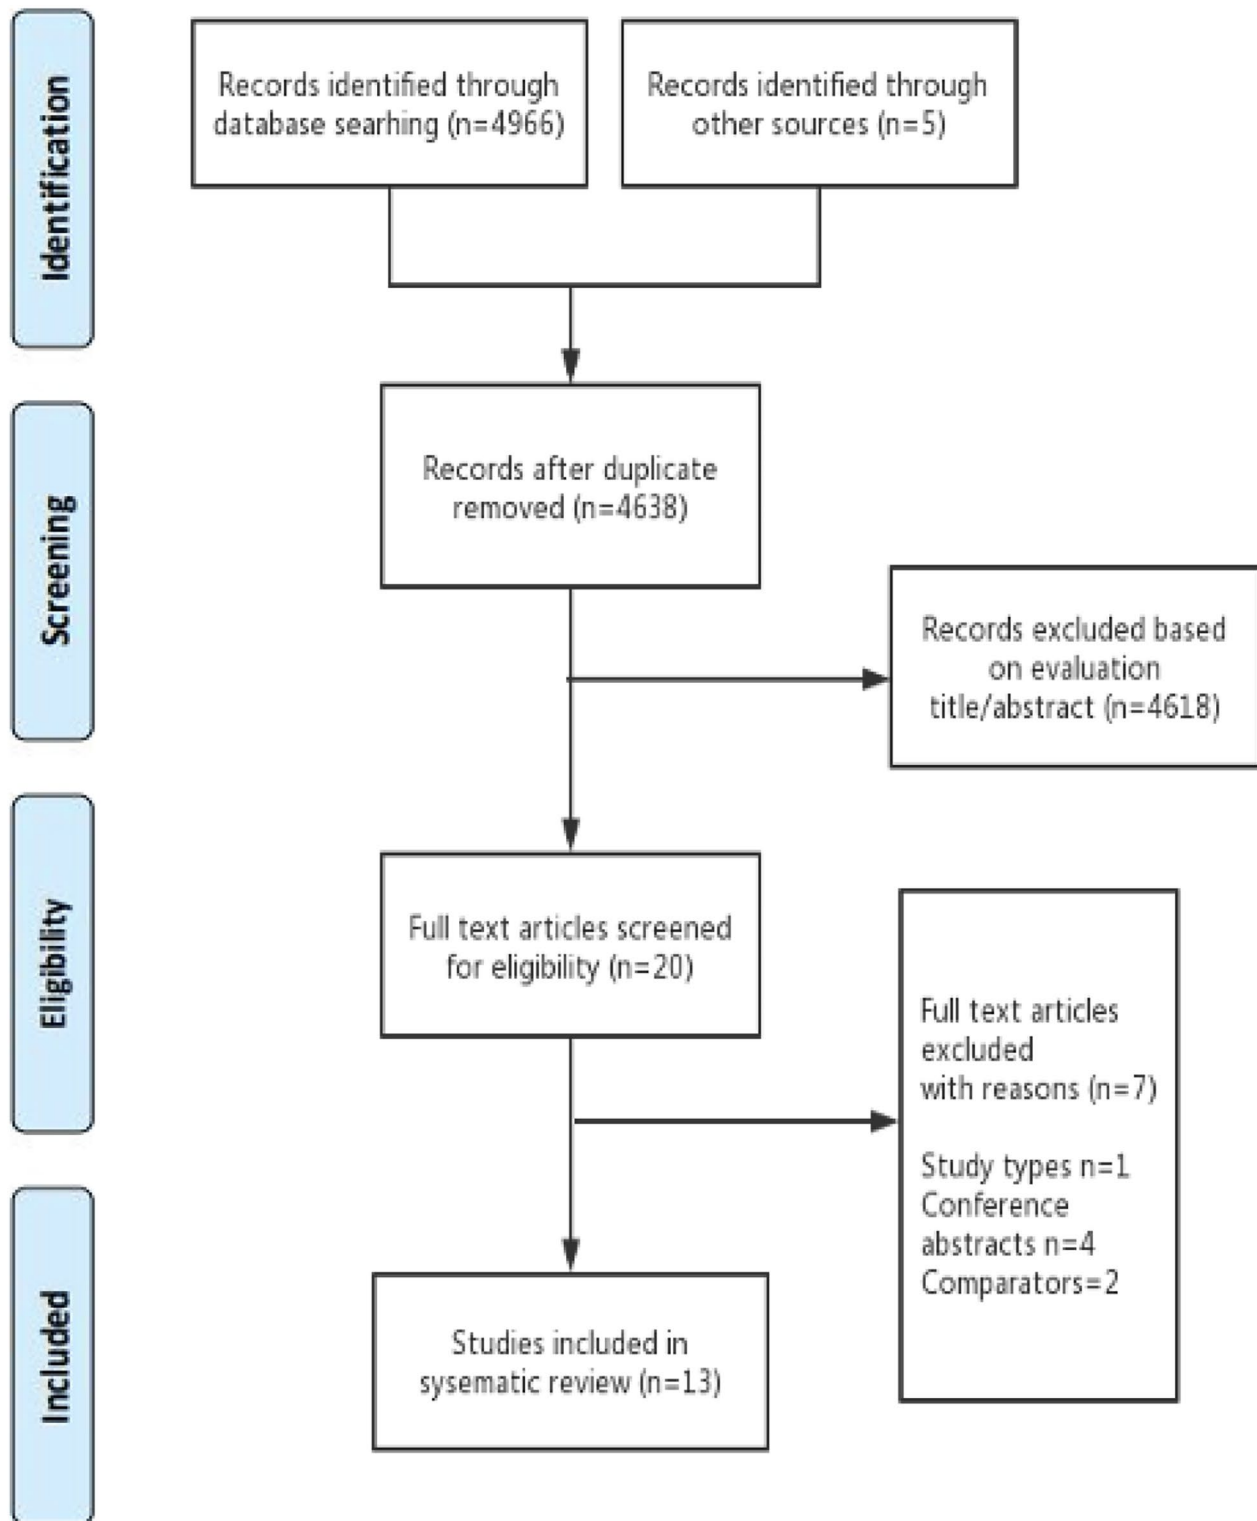 Identification
Records identified through
database searhing (n=4966)
Records identified through
other sources (n=5)
Screening
Records after duplicate
removed (n=4638)
Records excluded based
on evaluation
title/abstract (n=4618)
Eligibility
Full text articles screened
for eligibility (n=20)
Full text articles
excluded
with reasons (n=7)
Study types n=1
Conference
abstracts n=4
Comparators=2
Included
Studies included in
sysematic review (n=13)